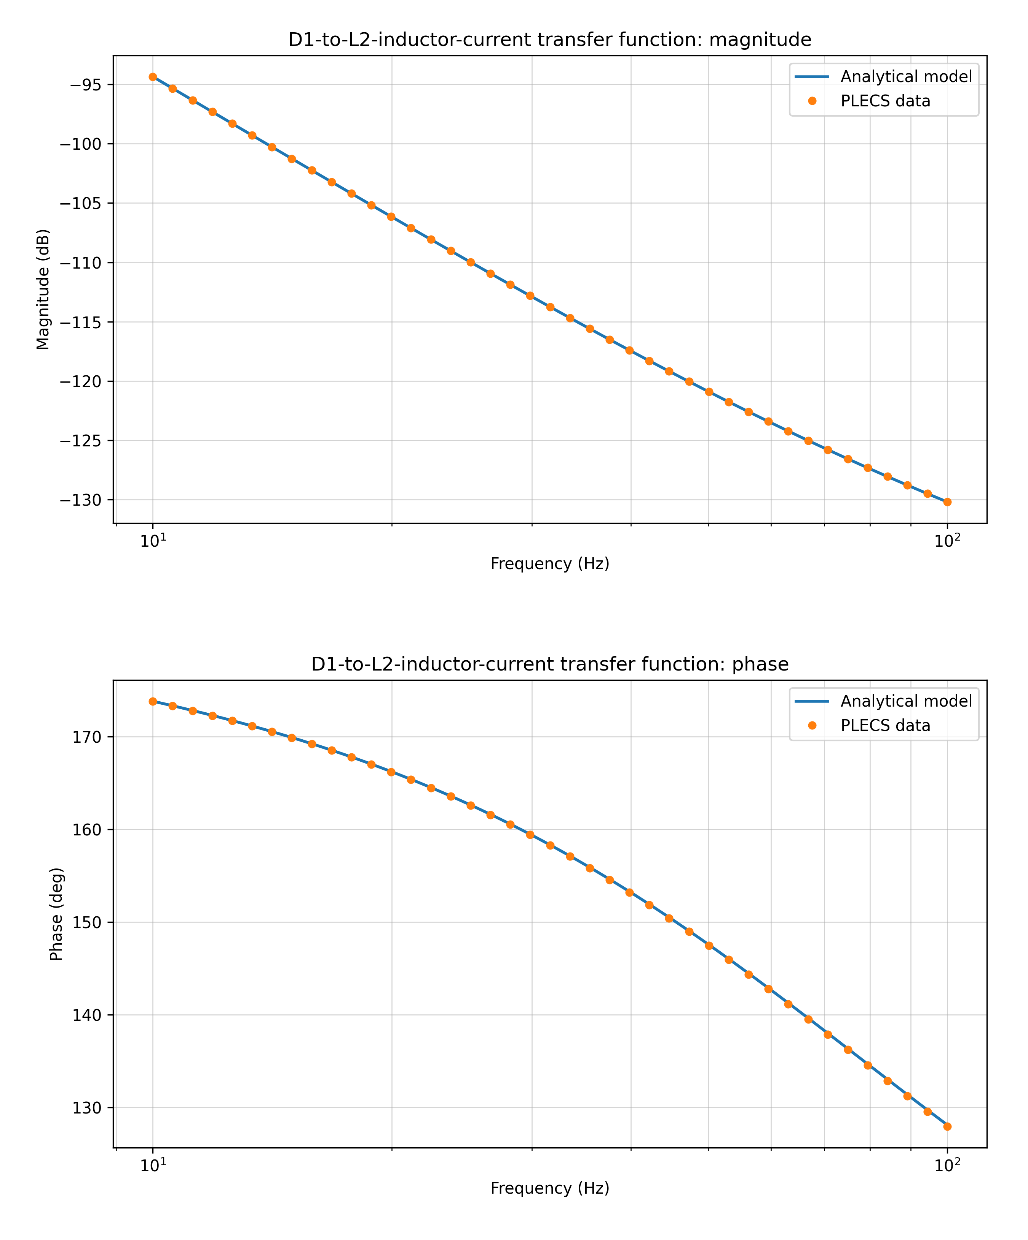 D1-to-L2-inductor-current transfer function: magnitude
Analytical model
PLECS data
−95
−100
−105
−110
−115
−120
−125
−130
Magnitude (dB)
10¹
10²
Frequency (Hz)
D1-to-L2-inductor-current transfer function: phase
Analytical model
PLECS data
170
160
150
140
130
Phase (deg)
10¹
10²
Frequency (Hz)